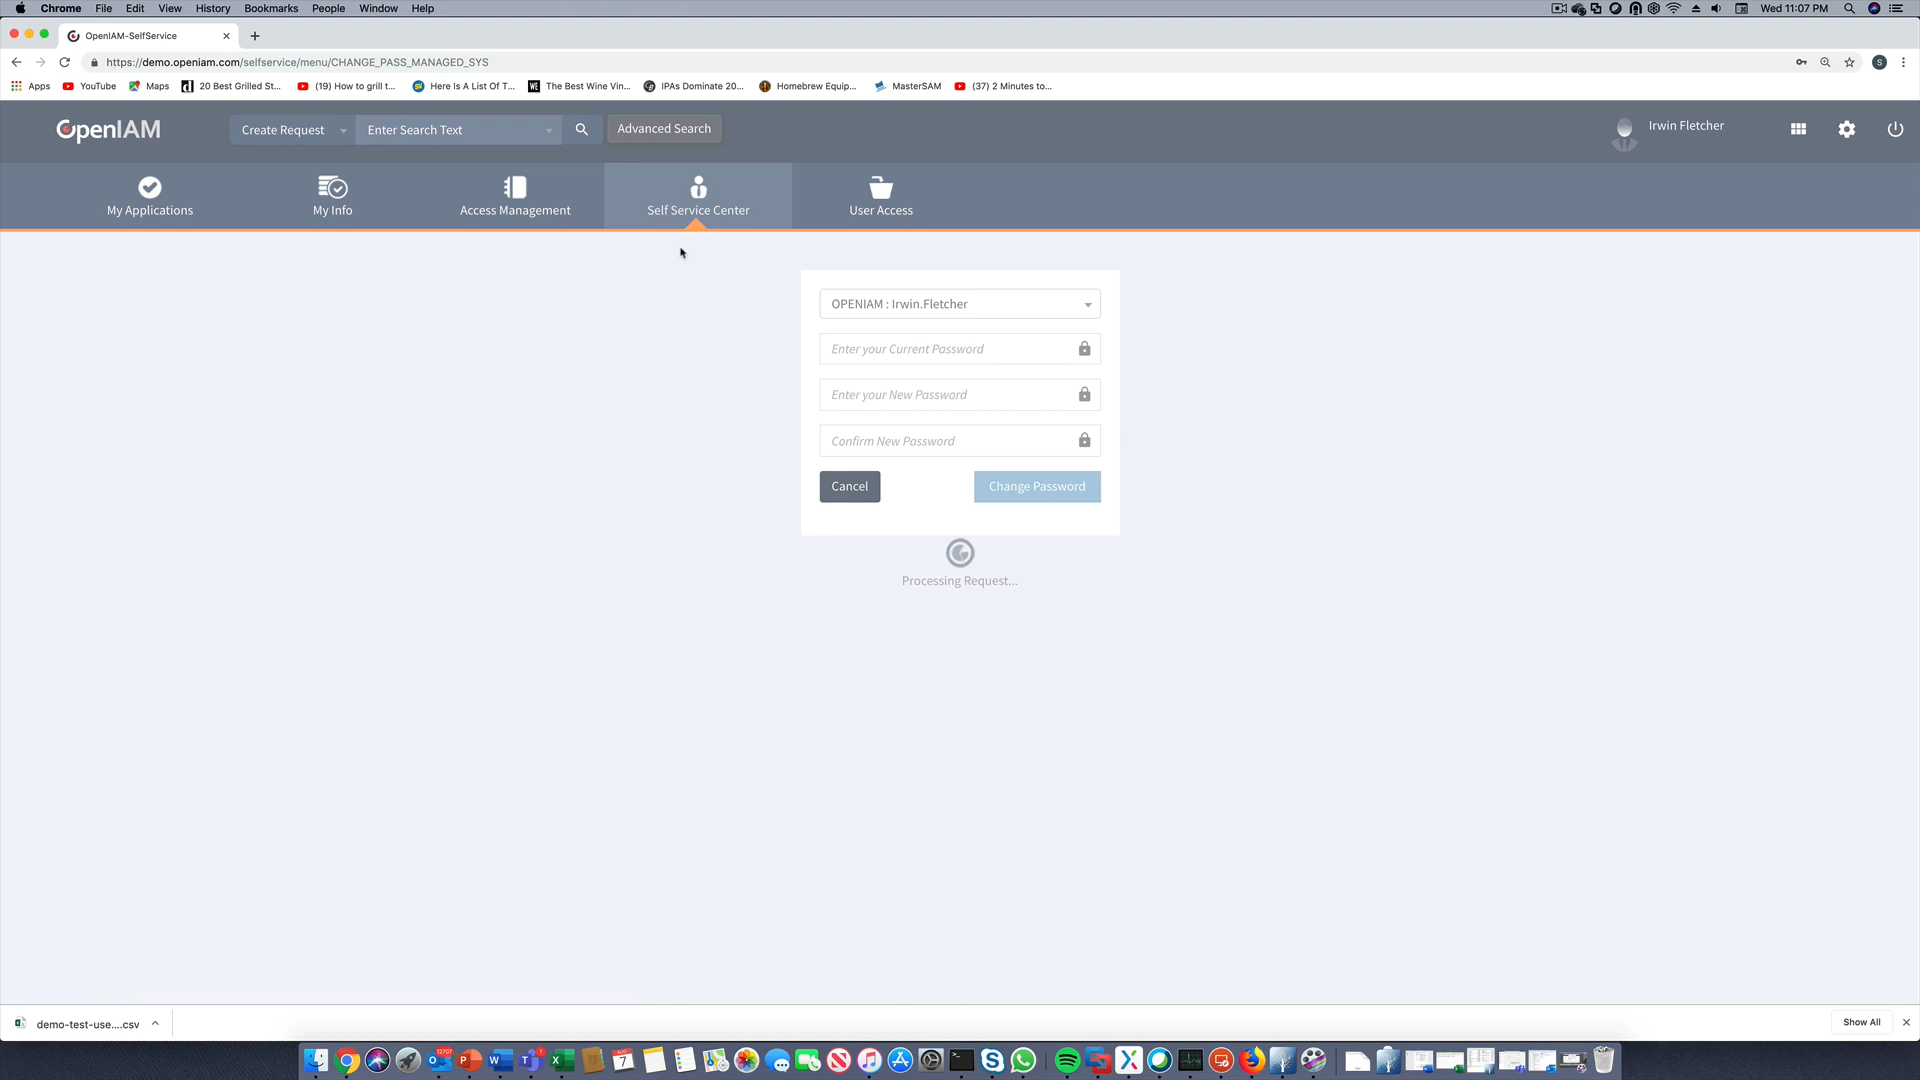 Chrome File Edit View History Bookmarks People Window Help Wed 11:07 PM
OpenIAM-SelfService
https://demo.openiam.com/selfservice/menu/CHANGE_PASS_MANAGED_SYS
S
Apps YouTube Maps 20 Best Grilled St... (19) How to grill t... Here Is A List Of T... The Best Wine Vin... IPAs Dominate 20... Homebrew Equip... MasterSAM (37) 2 Minutes to...
OpenIAM Create Request Enter Search Text Advanced Search Irwin Fletcher
My Applications My Info Access Management Self Service Center User Access
OPENIAM : Irwin.Fletcher
Enter your Current Password
Enter your New Password
Confirm New Password
Cancel Change Password
Processing Request...
demo-test-use....csv Show All
12707
1
AUG
7